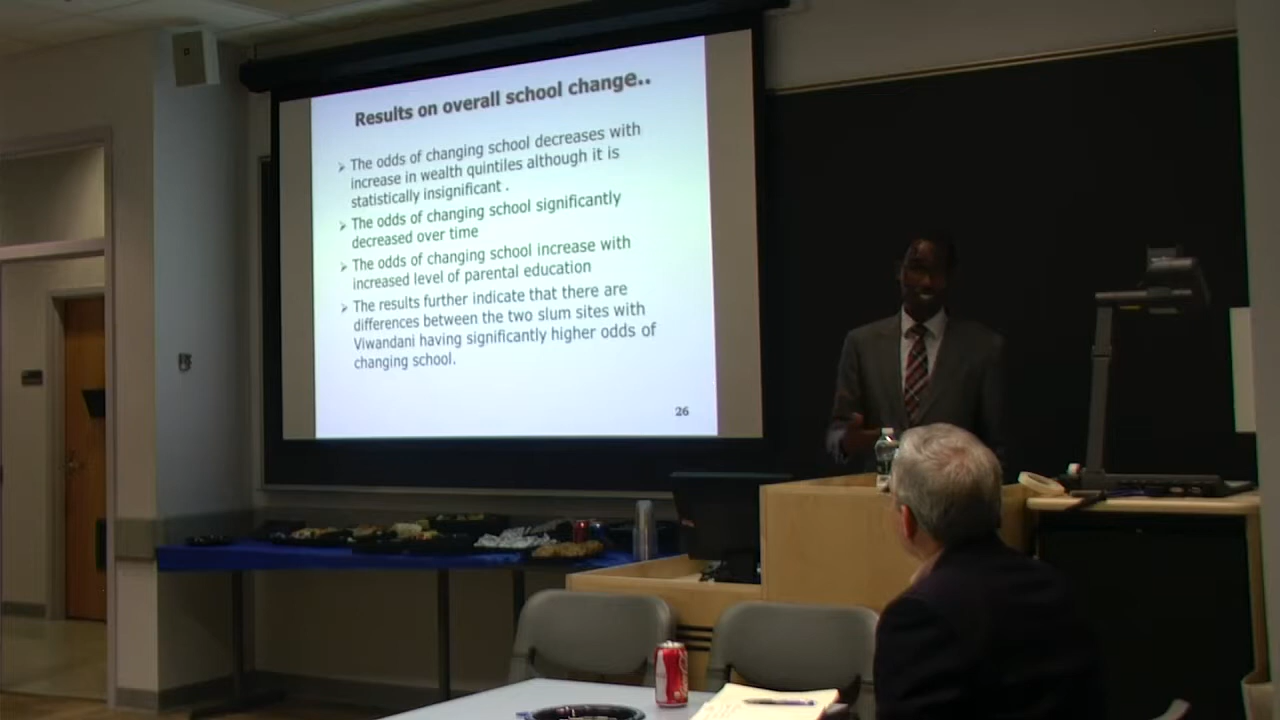 Results on overall school change..
➢ The odds of changing school decreases with
increase in wealth quintiles although it is
statistically insignificant .
➢ The odds of changing school significantly
decreased over time
➢ The odds of changing school increase with
increased level of parental education
➢ The results further indicate that there are
differences between the two slum sites with
Viwandani having significantly higher odds of
changing school.
26